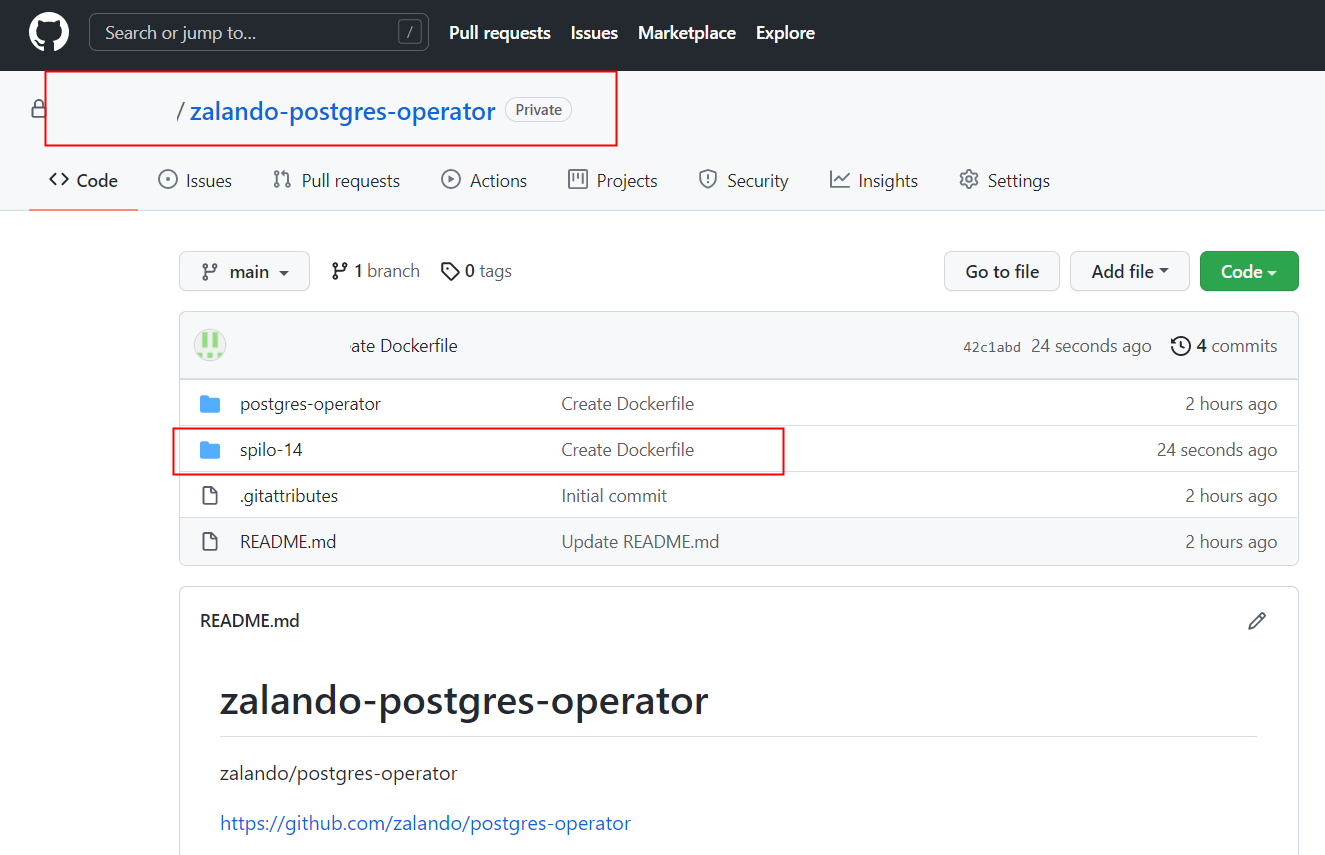 Search or jump to... /
Pull requests Issues Marketplace Explore
/ zalando-postgres-operator Private
Code Issues Pull requests Actions Projects Security Insights Settings
main 1 branch 0 tags Go to file Add file Code
ate Dockerfile 42c1abd 24 seconds ago 4 commits
postgres-operator Create Dockerfile 2 hours ago
spilo-14 Create Dockerfile 24 seconds ago
.gitattributes Initial commit 2 hours ago
README.md Update README.md 2 hours ago
README.md
zalando-postgres-operator
zalando/postgres-operator
https://github.com/zalando/postgres-operator